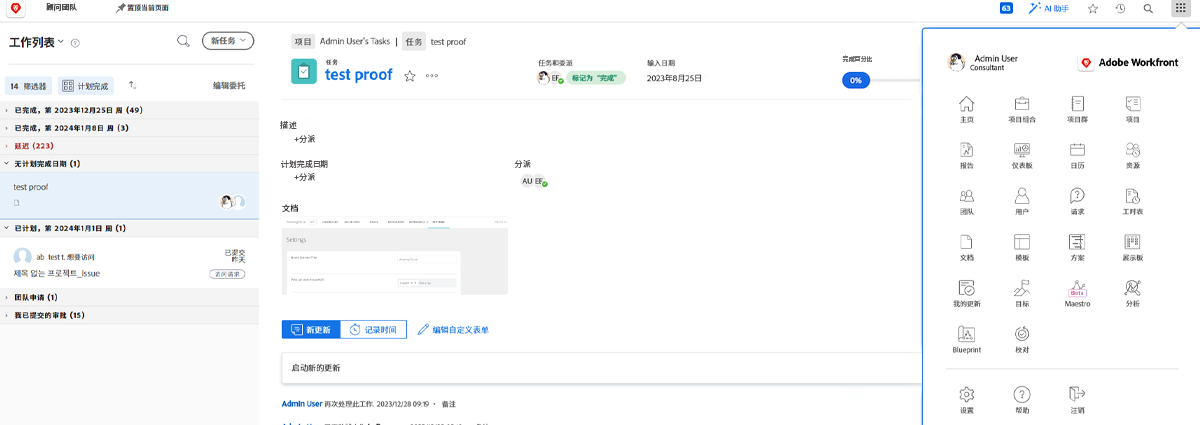 顾问团队
置顶当前页面
63
AI 助手
工作列表
新任务
14 筛选器
计划完成
编辑委托
已完成，第 2023年12月25日 周 (49)
已完成，第 2024年1月8日 周 (3)
延迟 (223)
无计划完成日期 (1)
test proof
已计划，第 2024年1月1日 周 (1)
ab test t. 想要访问
已提交
昨天
제목 없는 프로젝트_Issue
访问请求
团队申请 (1)
我已提交的审批 (15)
项目 Admin User's Tasks | 任务 test proof
任务
test proof
任务和委派
EF 标记为“完成”
输入日期
2023年8月25日
完成百分比
0%
描述
+分派
计划完成日期
+分派
分派
AU EF
文档
Settings
新更新
记录时间
编辑自定义表单
启动新的更新
Admin User 再次处理此工作. 2023/12/28 09:19 • 备注
Admin User
Consultant
Adobe Workfront
主页
项目组合
项目群
项目
报告
仪表板
日历
资源
团队
用户
请求
工时表
文档
模板
方案
展示板
我的更新
目标
Beta
Maestro
分析
Blueprint
校对
设置
帮助
注销